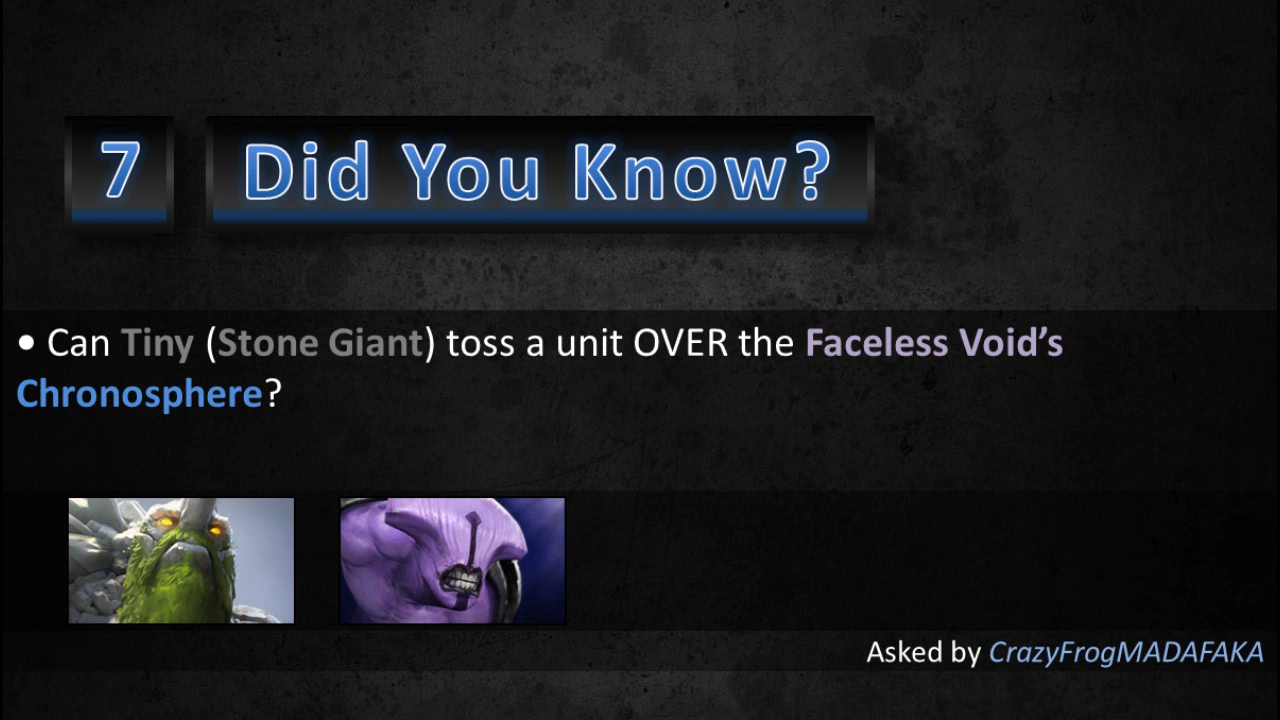 7 Did You Know?
• Can Tiny (Stone Giant) toss a unit OVER the Faceless Void’s
Chronosphere?
Asked by CrazyFrogMADAFAKA